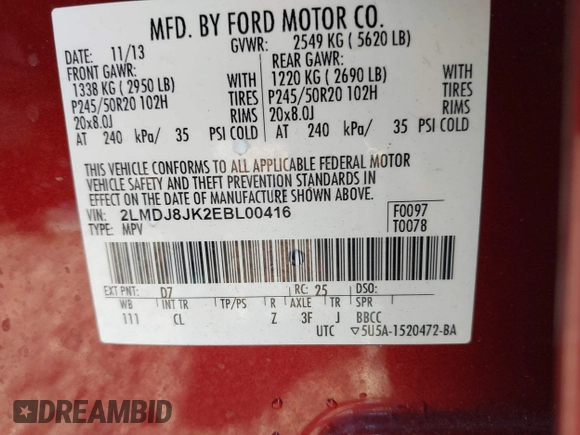 MFD. BY FORD MOTOR CO.
DATE: 11/13
GVWR: 2549 KG ( 5620 LB)
FRONT GAWR:
REAR GAWR:
1338 KG ( 2950 LB) WITH
1220 KG ( 2690 LB) WITH
P245/50R20 102H TIRES
P245/50R20 102H TIRES
20x8.0J RIMS
20x8.0J RIMS
AT 240 kPa/ 35 PSI COLD
AT 240 kPa/ 35 PSI COLD
THIS VEHICLE CONFORMS TO ALL APPLICABLE FEDERAL MOTOR
VEHICLE SAFETY AND THEFT PREVENTION STANDARDS IN
EFFECT ON THE DATE OF MANUFACTURE SHOWN ABOVE.
VIN: 2LMDJ8JK2EBL00416
TYPE: MPV
F0097
T0078
EXT PNT: D7 RC: 25 DSO:
WB INT TR TP/PS R AXLE TR SPR
111 CL Z 3F J BBCC
UTC ▽5U5A-1520472-BA
DREAMBID